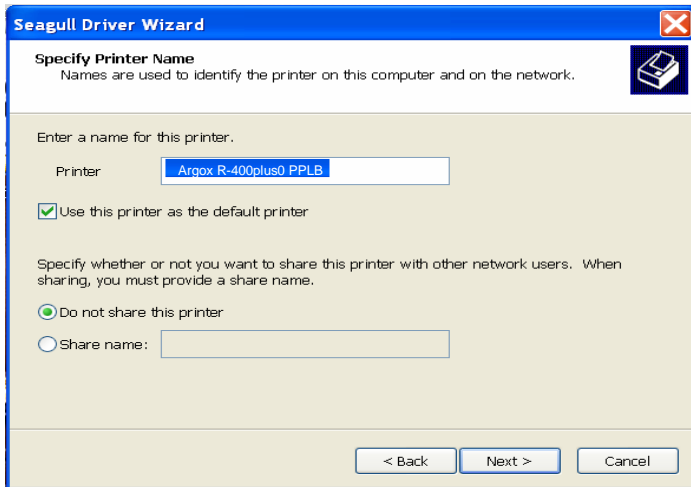 Seagull Driver Wizard
Specify Printer Name
Names are used to identify the printer on this computer and on the network.
Enter a name for this printer.
Printer
Argox R-400plus0 PPLB
Use this printer as the default printer
Specify whether or not you want to share this printer with other network users. When
sharing, you must provide a share name.
Do not share this printer
Share name:
< Back
Next >
Cancel